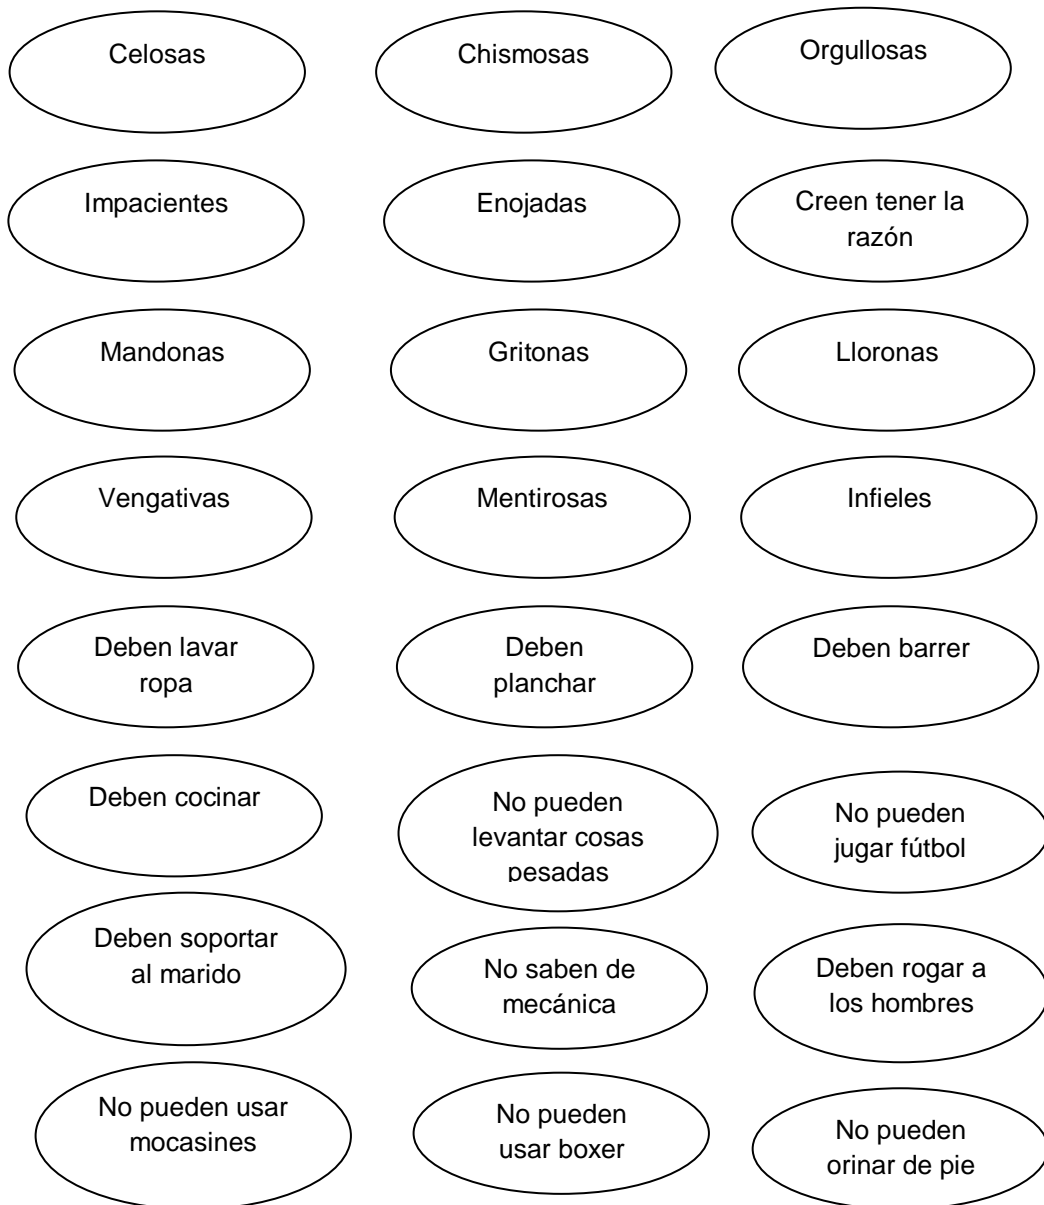 Celosas
Chismosas
Orgullosas
Impacientes
Enojadas
Creen tener la
razón
Mandonas
Gritonas
Lloronas
Vengativas
Mentirosas
Infieles
Deben lavar
ropa
Deben
planchar
Deben barrer
Deben cocinar
No pueden
levantar cosas
pesadas
No pueden
jugar fútbol
Deben soportar
al marido
No saben de
mecánica
Deben rogar a
los hombres
No pueden usar
mocasines
No pueden
usar boxer
No pueden
orinar de pie